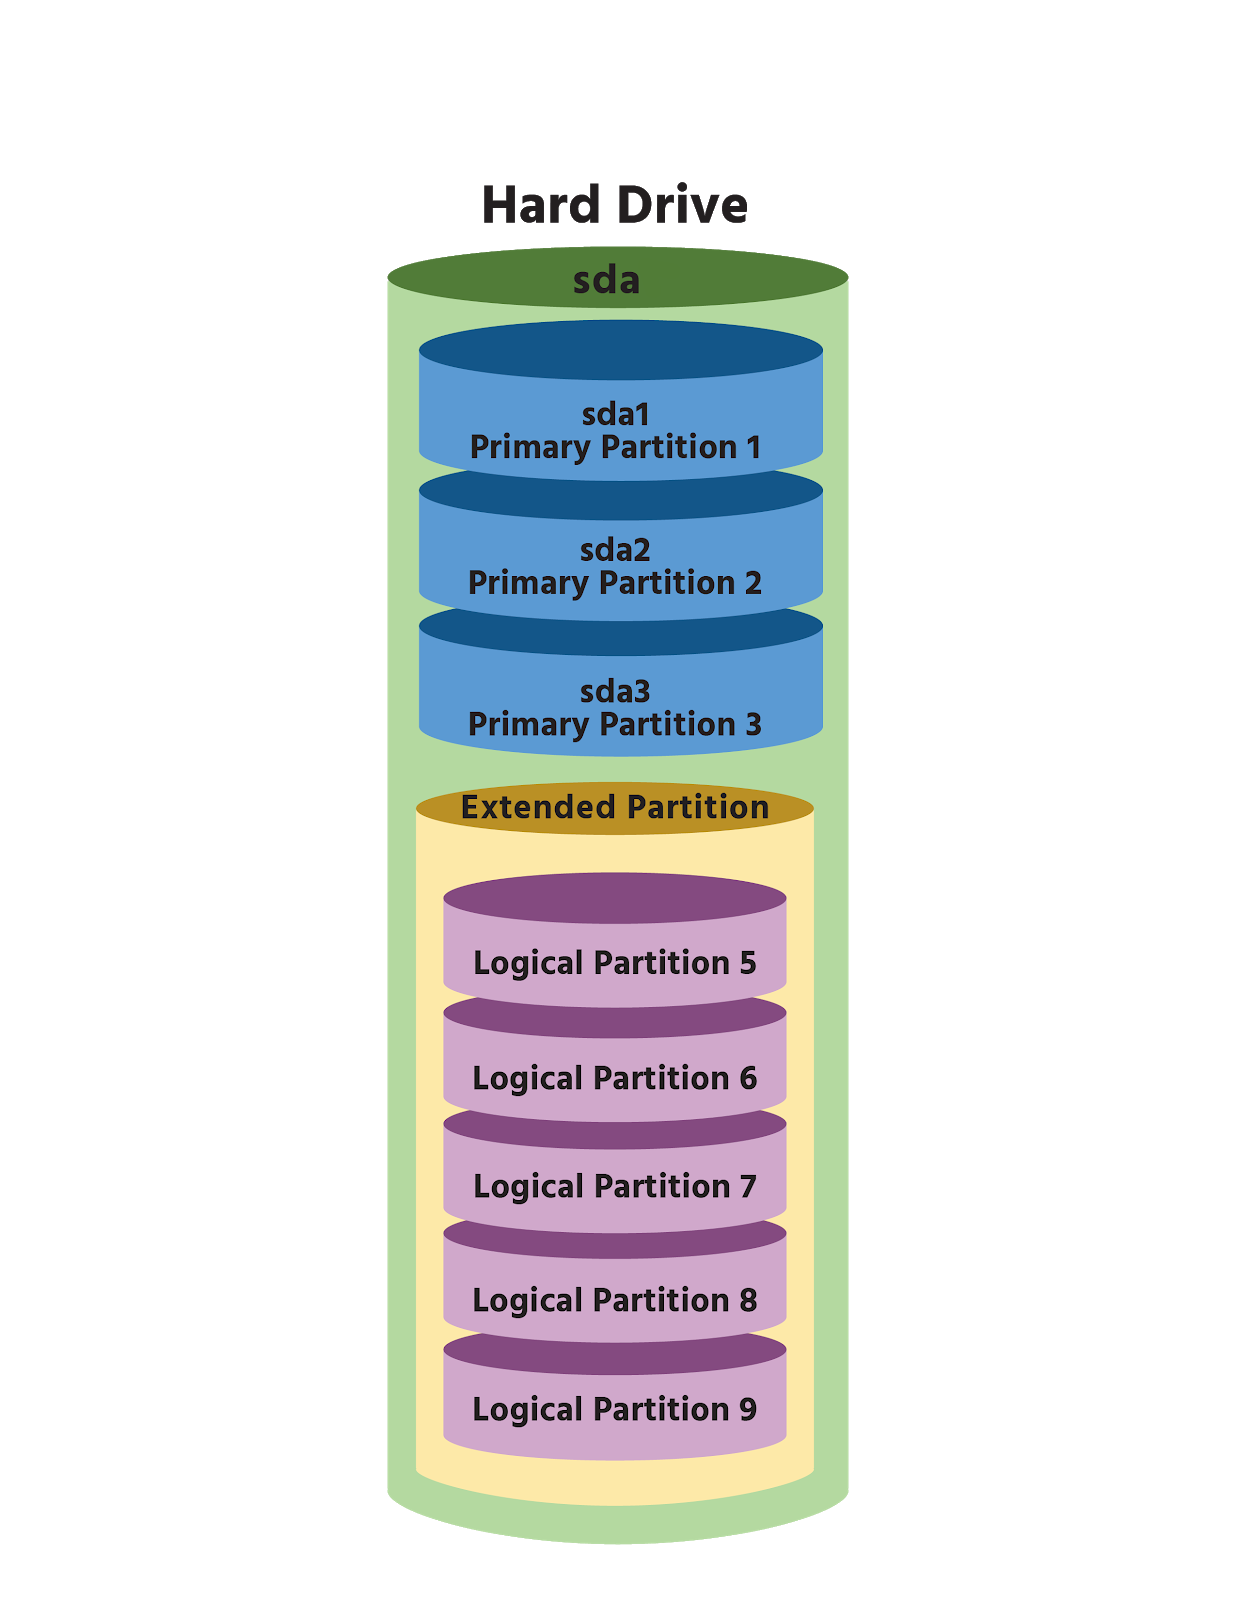 Hard Drive
sda
sda1
Primary Partition 1
sda2
Primary Partition 2
sda3
Primary Partition 3
Extended Partition
Logical Partition 5
Logical Partition 6
Logical Partition 7
Logical Partition 8
Logical Partition 9